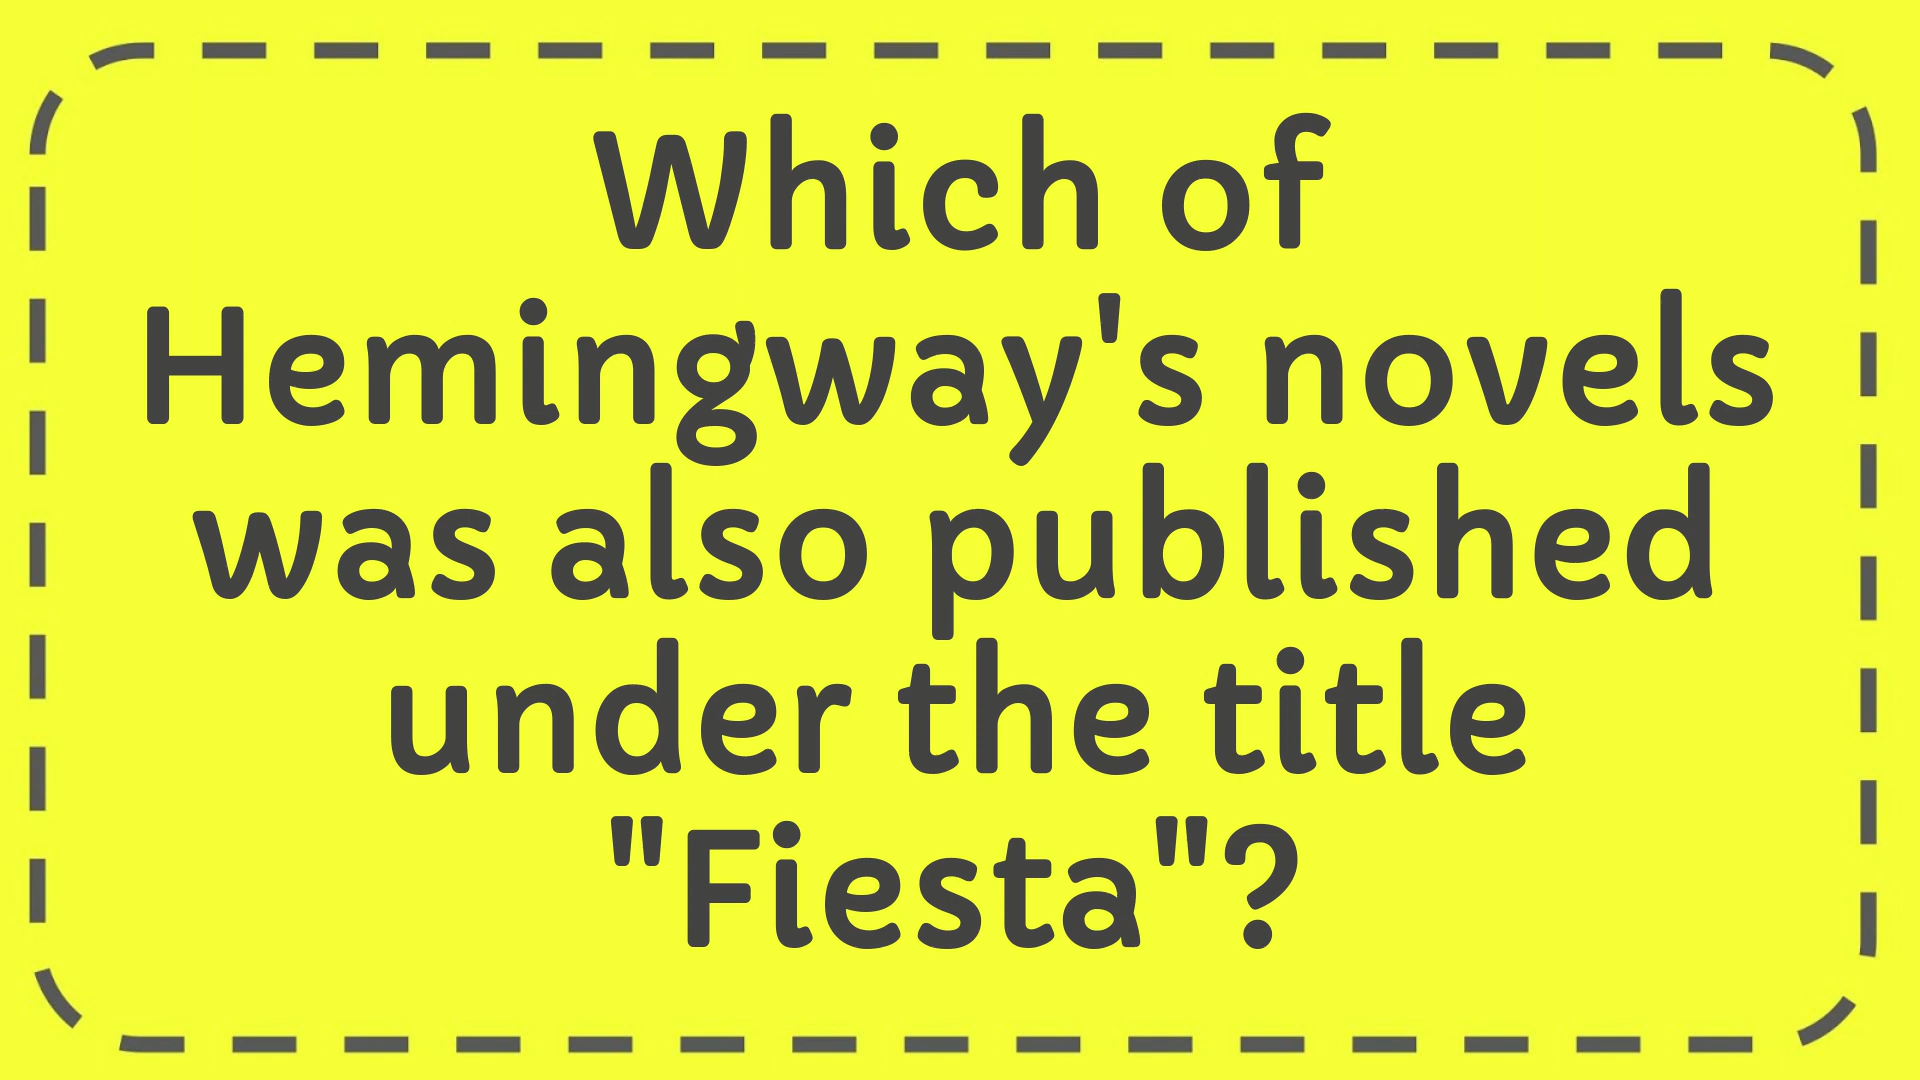 Which of
Hemingway's novels
was also published
under the title
"Fiesta"?